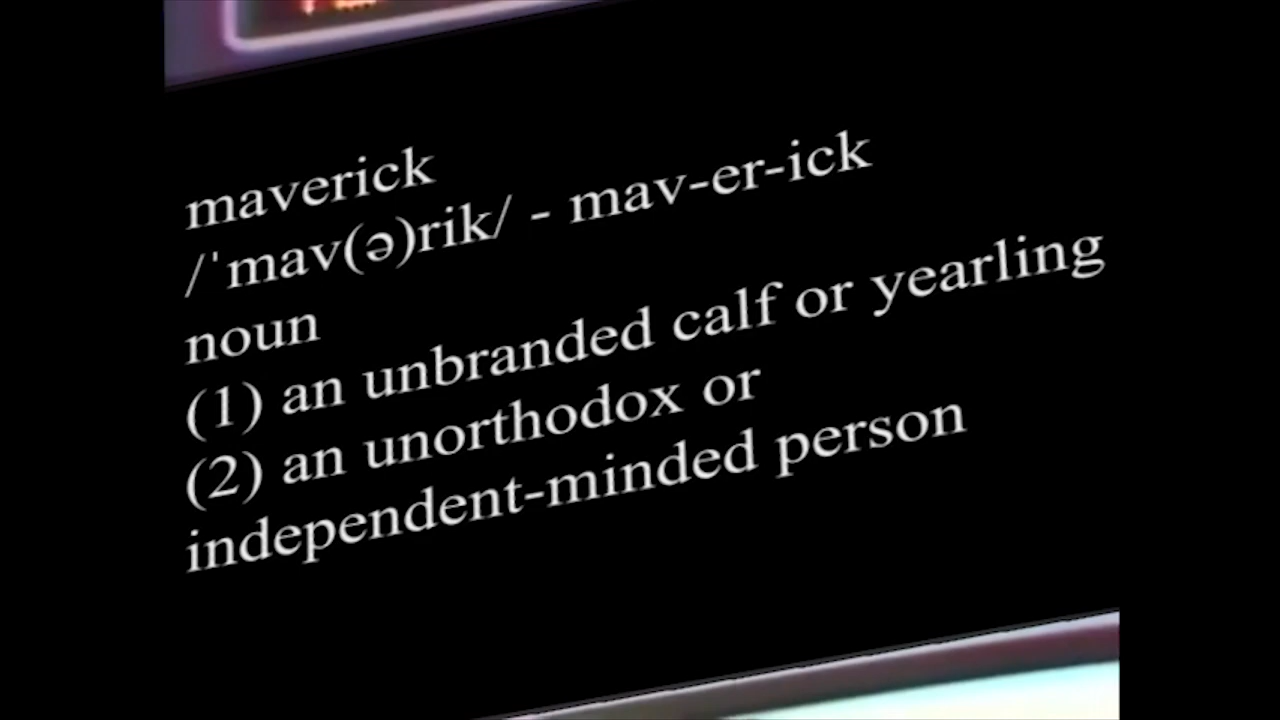 maverick
/ˈmav(ə)rik/ - mav-er-ick
noun
(1) an unbranded calf or yearling
(2) an unorthodox or
independent-minded person